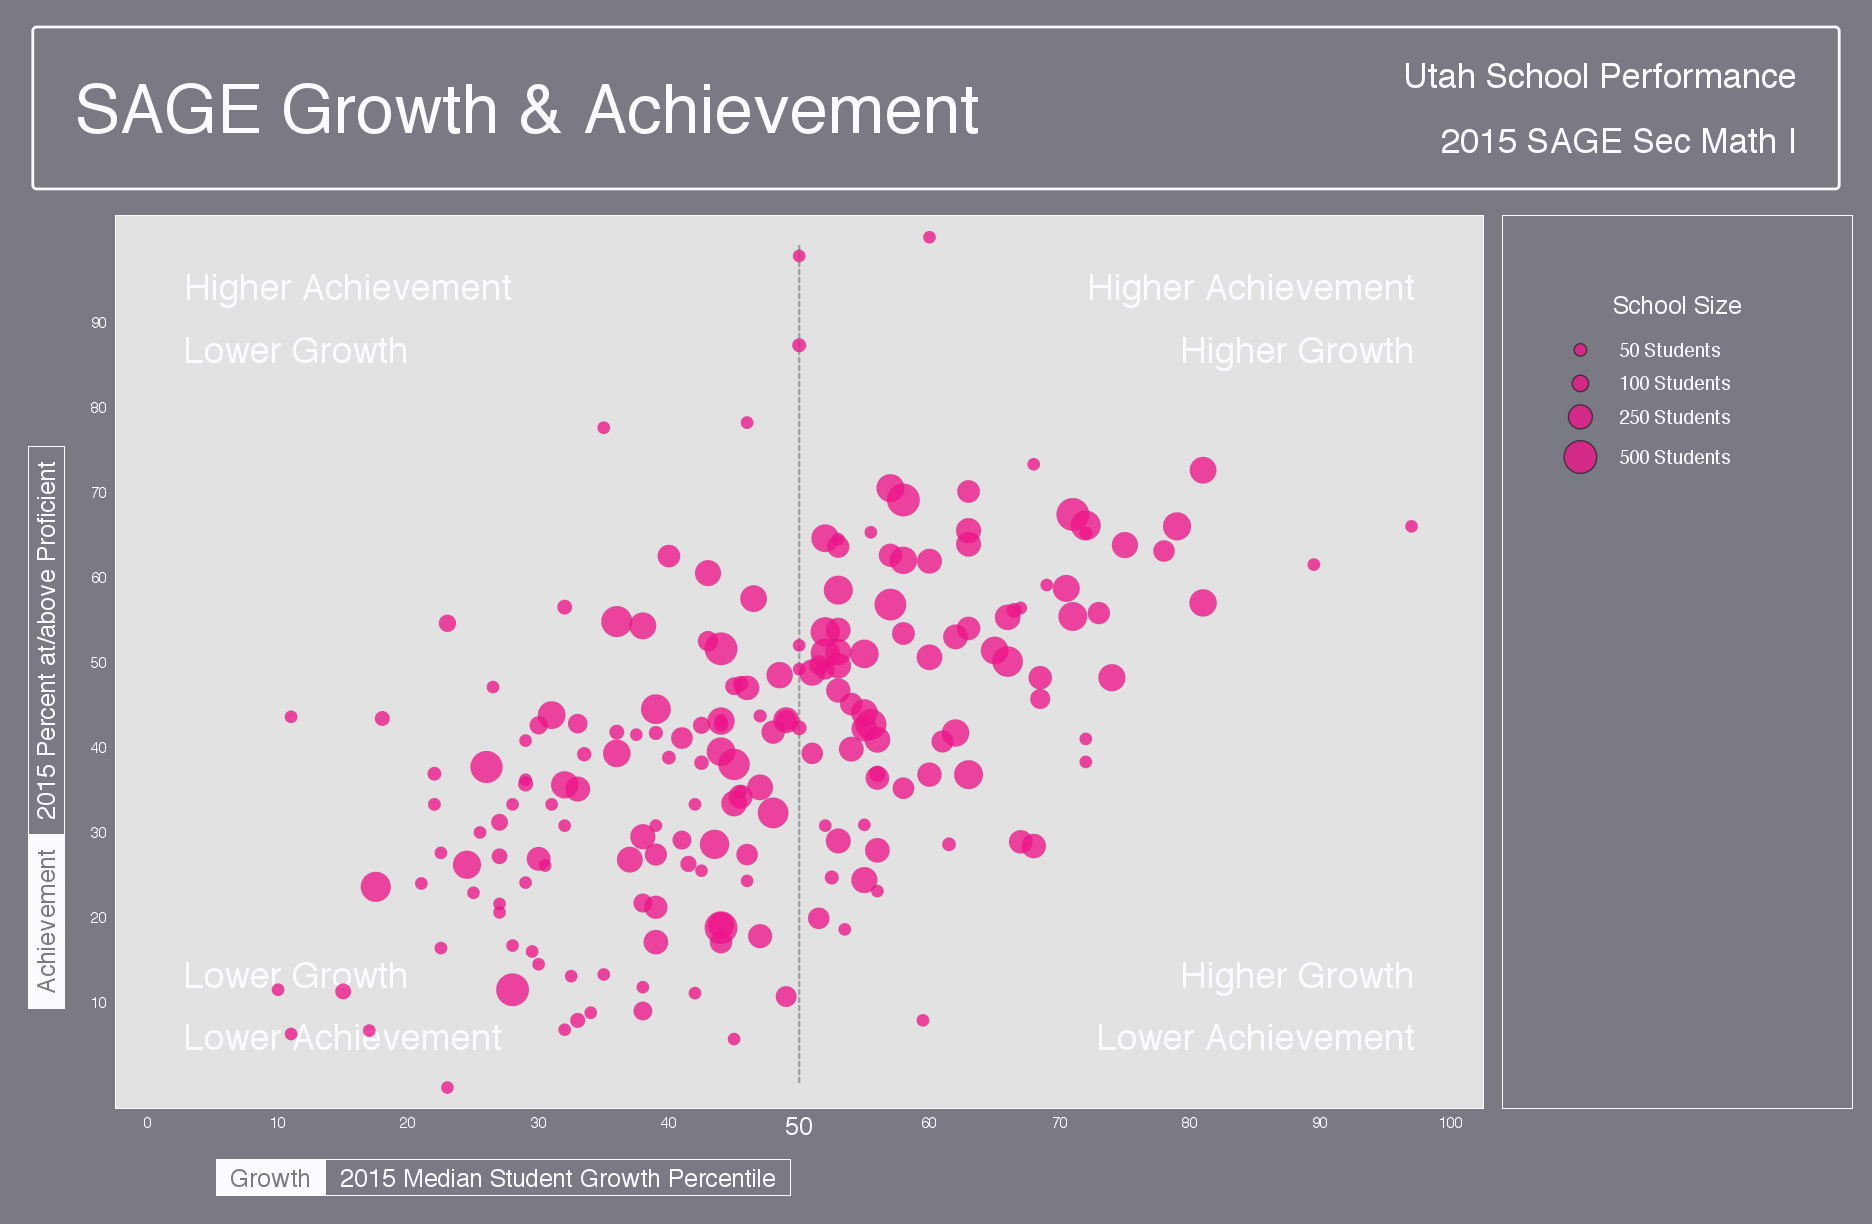 SAGE Growth & Achievement
Utah School Performance
2015 SAGE Sec Math I
Higher Achievement
Lower Growth
Higher Achievement
Higher Growth
Lower Growth
Lower Achievement
Higher Growth
Lower Achievement
90
80
70
60
50
40
30
20
10
2015 Percent at/above Proficient
Achievement
0
10
20
30
40
50
60
70
80
90
100
Growth
2015 Median Student Growth Percentile
School Size
50 Students
100 Students
250 Students
500 Students